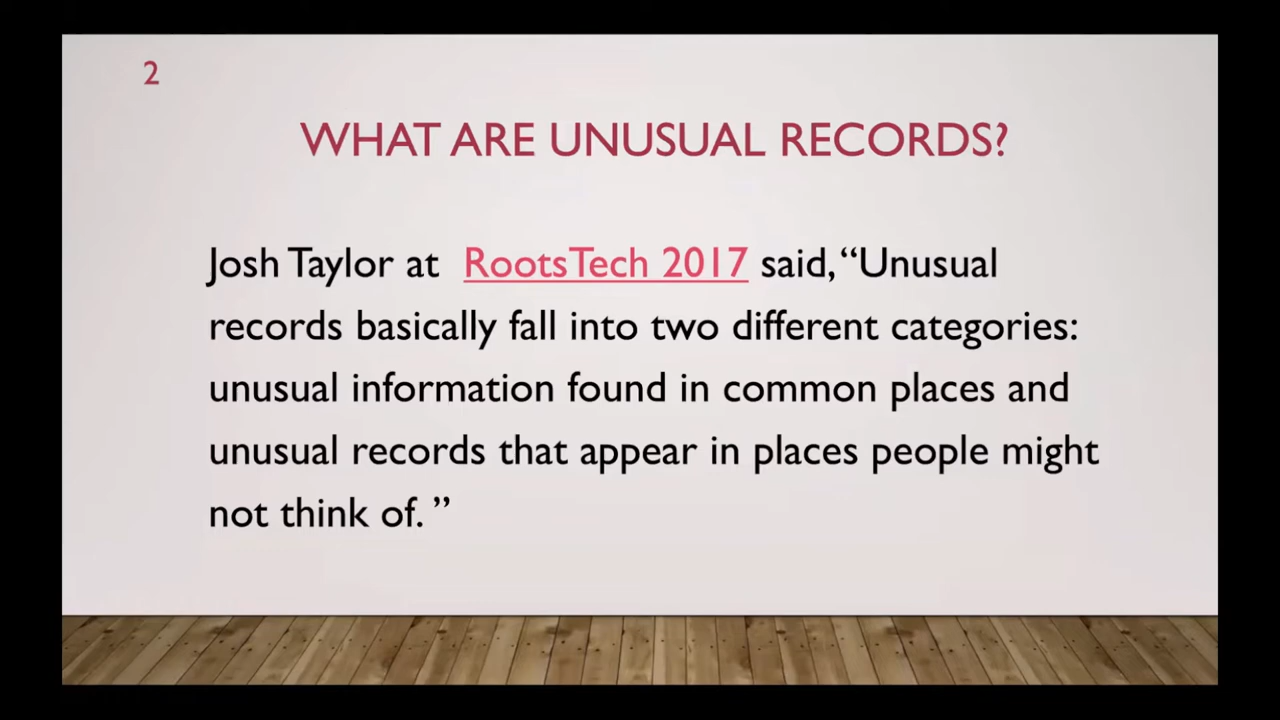 2
WHAT ARE UNUSUAL RECORDS?
Josh Taylor at RootsTech 2017 said, “Unusual
records basically fall into two different categories:
unusual information found in common places and
unusual records that appear in places people might
not think of. ”